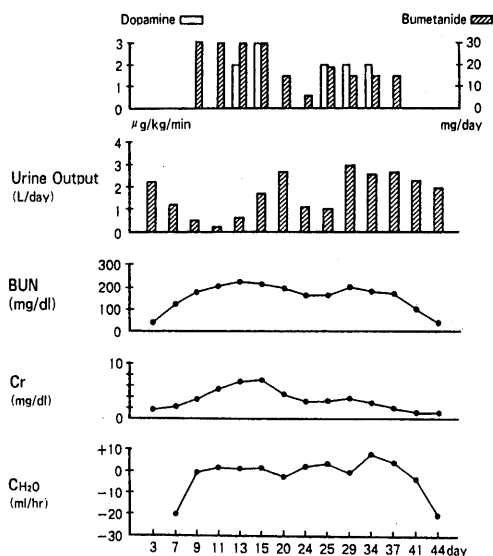 Dopamine Bumetanide
3 30
2 20
1 10
0 0
μg/kg/min mg/day
Urine Output
(L/day)
4
3
2
1
0
BUN
(mg/dl)
300
200
100
0
Cr
(mg/dl)
10
0
CH₂O
(ml/hr)
+10
0
−10
−20
−30
3 7 9 11 13 15 20 24 25 29 34 37 41 44 day